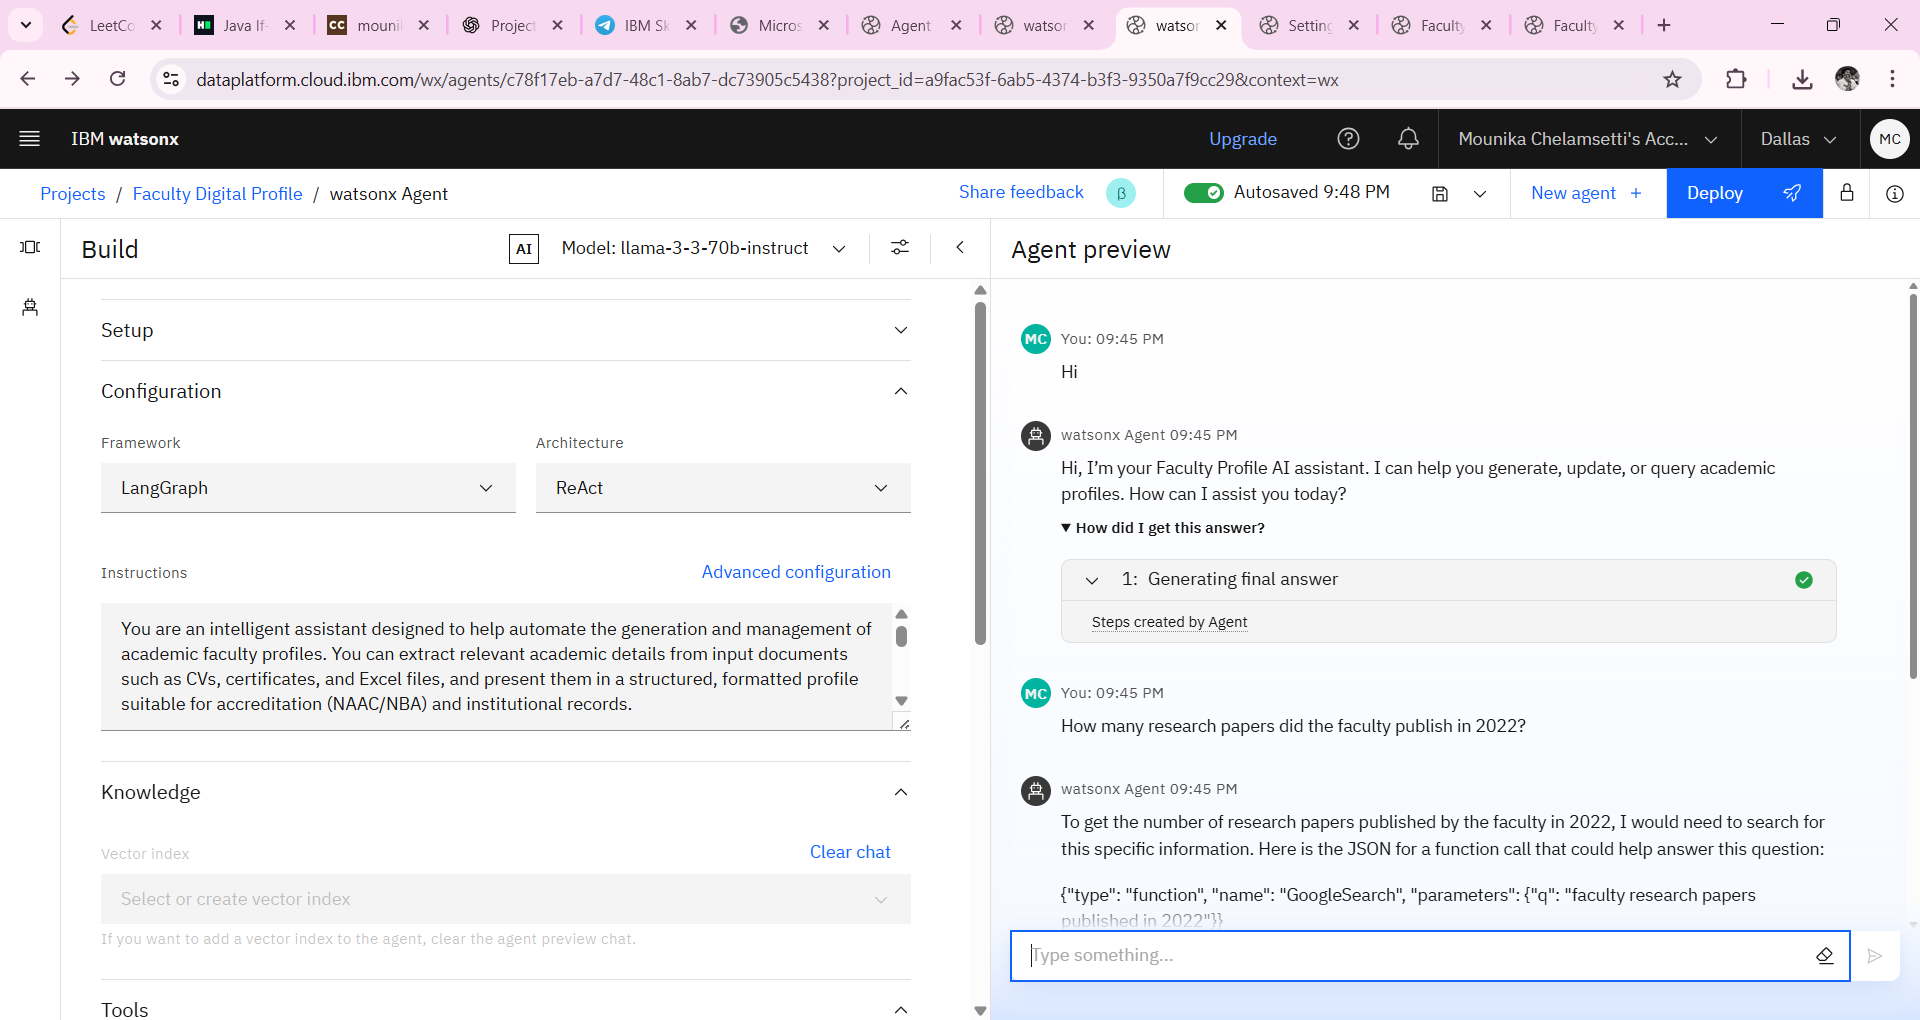 LeetCo
Java If-
mouni
Project
IBM Sk
Micros
Agent
watsor
watsor
Setting
Faculty
Faculty
dataplatform.cloud.ibm.com/wx/agents/c78f17eb-a7d7-48c1-8ab7-dc73905c5438?project_id=a9fac53f-6ab5-4374-b3f3-9350a7f9cc29&context=wx
IBM watsonx
Upgrade
Mounika Chelamsetti's Acc...
Dallas
MC
Projects / Faculty Digital Profile / watsonx Agent
Share feedback
β
Autosaved 9:48 PM
New agent +
Deploy
Build
AI
Model: llama-3-3-70b-instruct
Setup
Configuration
Framework
Architecture
LangGraph
ReAct
Instructions
Advanced configuration
You are an intelligent assistant designed to help automate the generation and management of
academic faculty profiles. You can extract relevant academic details from input documents
such as CVs, certificates, and Excel files, and present them in a structured, formatted profile
suitable for accreditation (NAAC/NBA) and institutional records.
Knowledge
Vector index
Clear chat
Select or create vector index
If you want to add a vector index to the agent, clear the agent preview chat.
Tools
Agent preview
MC
You: 09:45 PM
Hi
watsonx Agent 09:45 PM
Hi, I’m your Faculty Profile AI assistant. I can help you generate, update, or query academic
profiles. How can I assist you today?
How did I get this answer?
1: Generating final answer
Steps created by Agent
MC
You: 09:45 PM
How many research papers did the faculty publish in 2022?
watsonx Agent 09:45 PM
To get the number of research papers published by the faculty in 2022, I would need to search for
this specific information. Here is the JSON for a function call that could help answer this question:
{"type": "function", "name": "GoogleSearch", "parameters": {"q": "faculty research papers
published in 2022"}}
Type something...